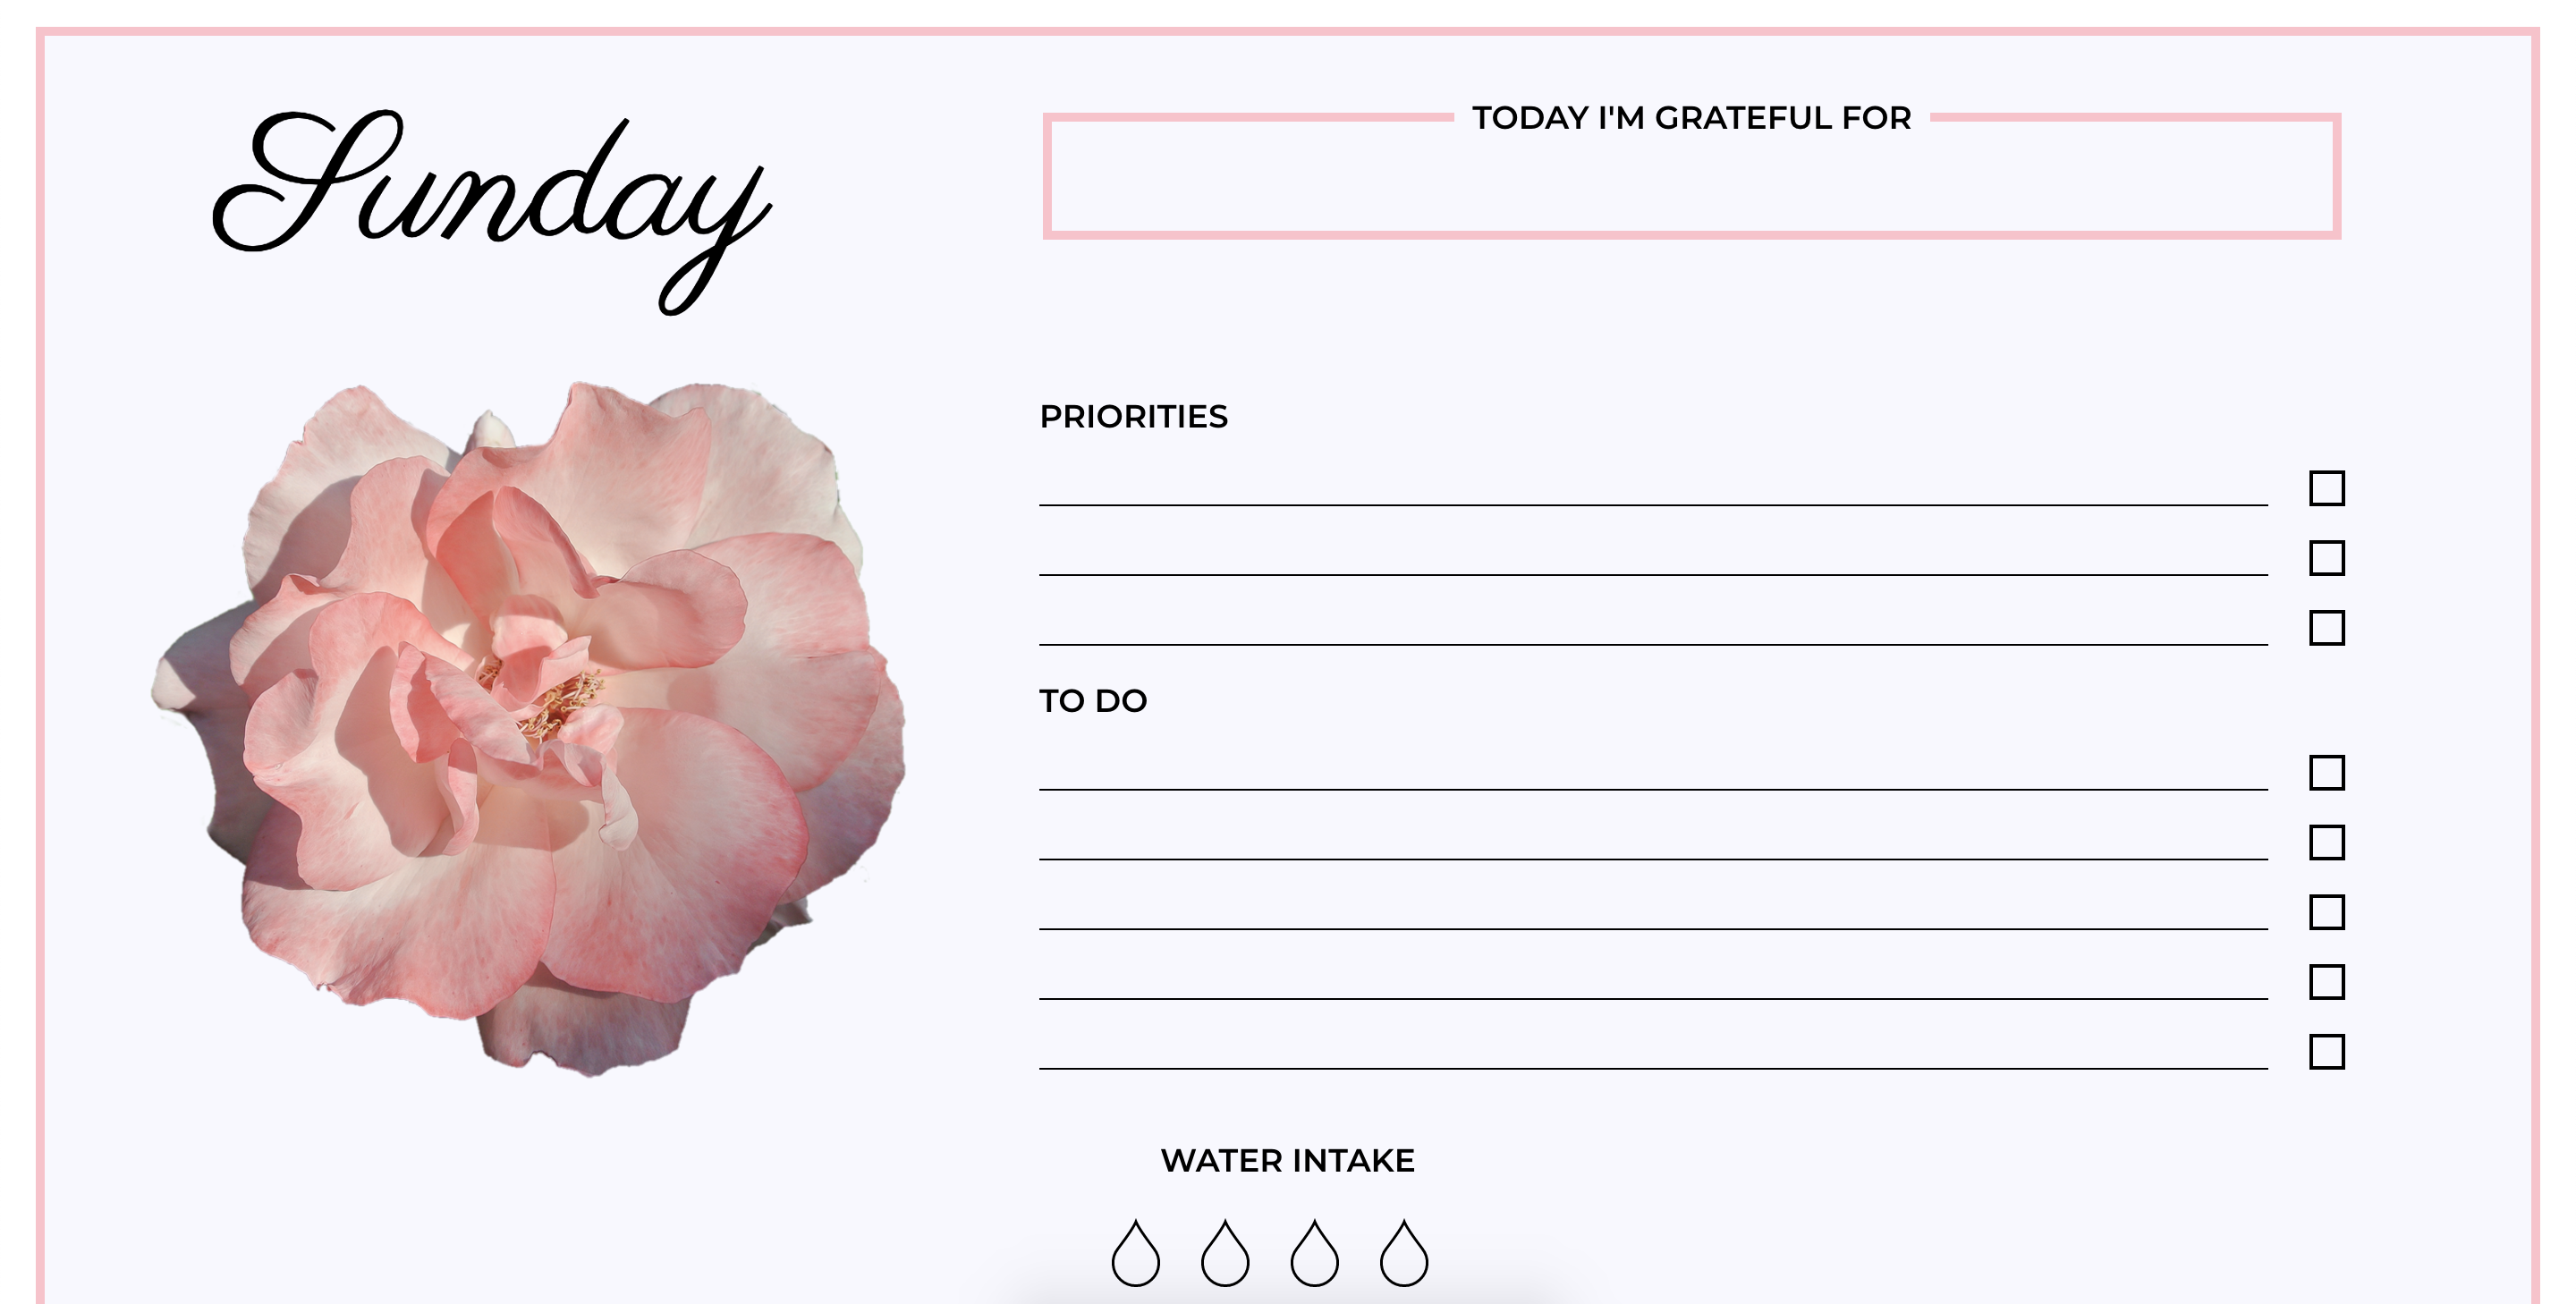 Sunday
TODAY I'M GRATEFUL FOR
PRIORITIES
TO DO
WATER INTAKE